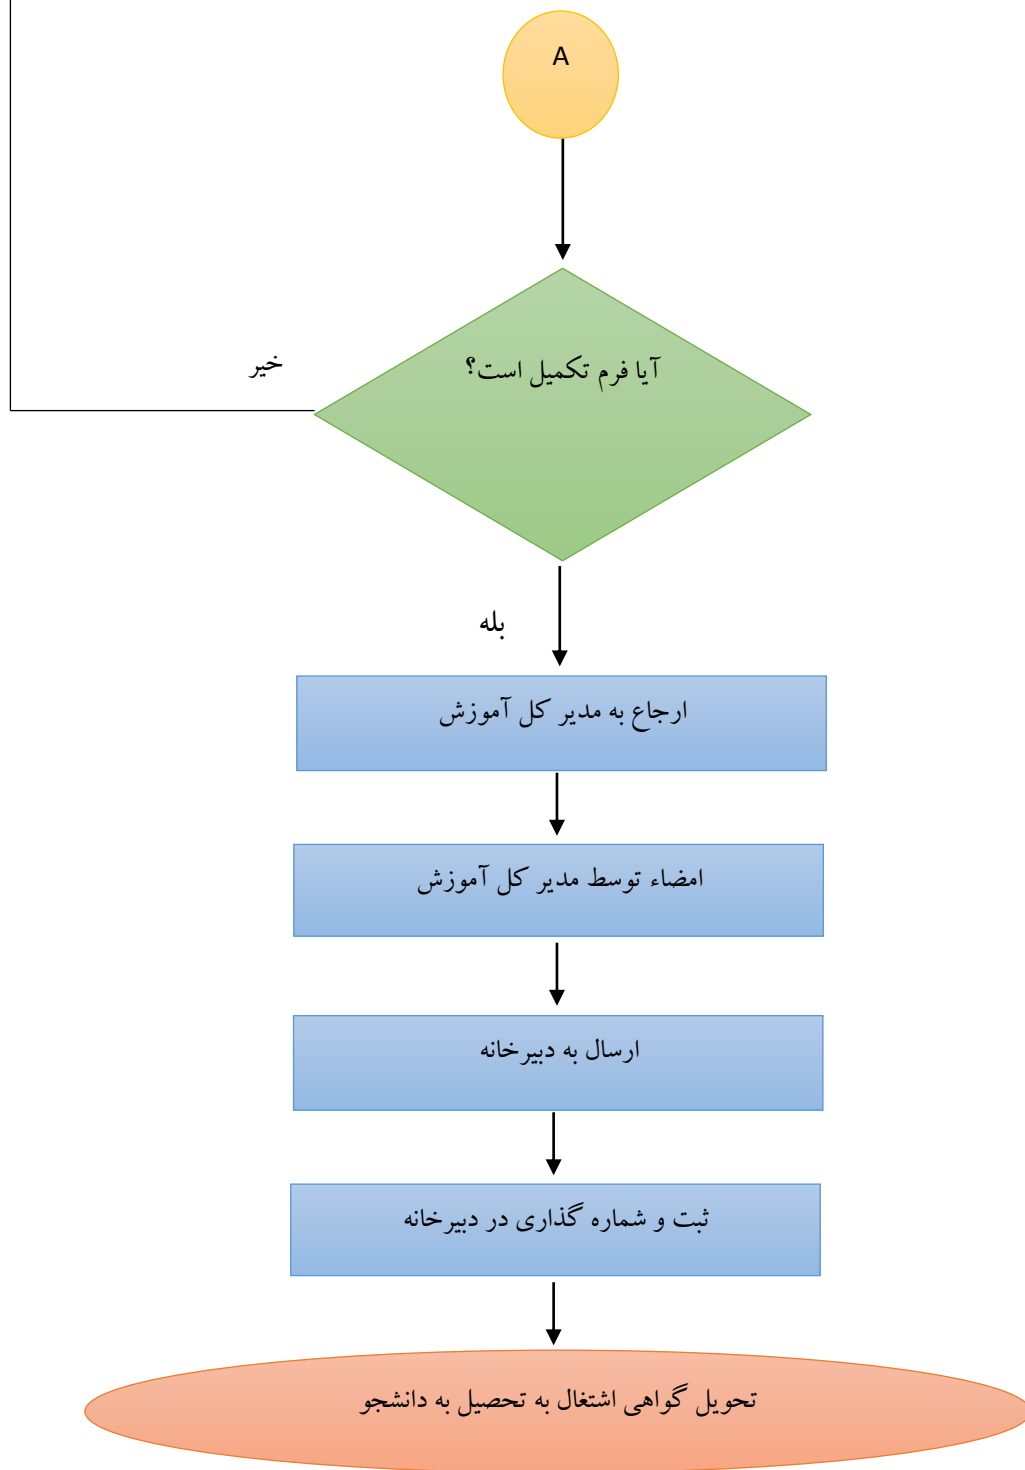 A
آیا فرم تکمیل است؟
خیر
بله
ارجاع به مدیر کل آموزش
امضاء توسط مدیر کل آموزش
ارسال به دبیرخانه
ثبت و شماره گذاری در دبیرخانه
تحویل گواهی اشتغال به تحصیل به دانشجو